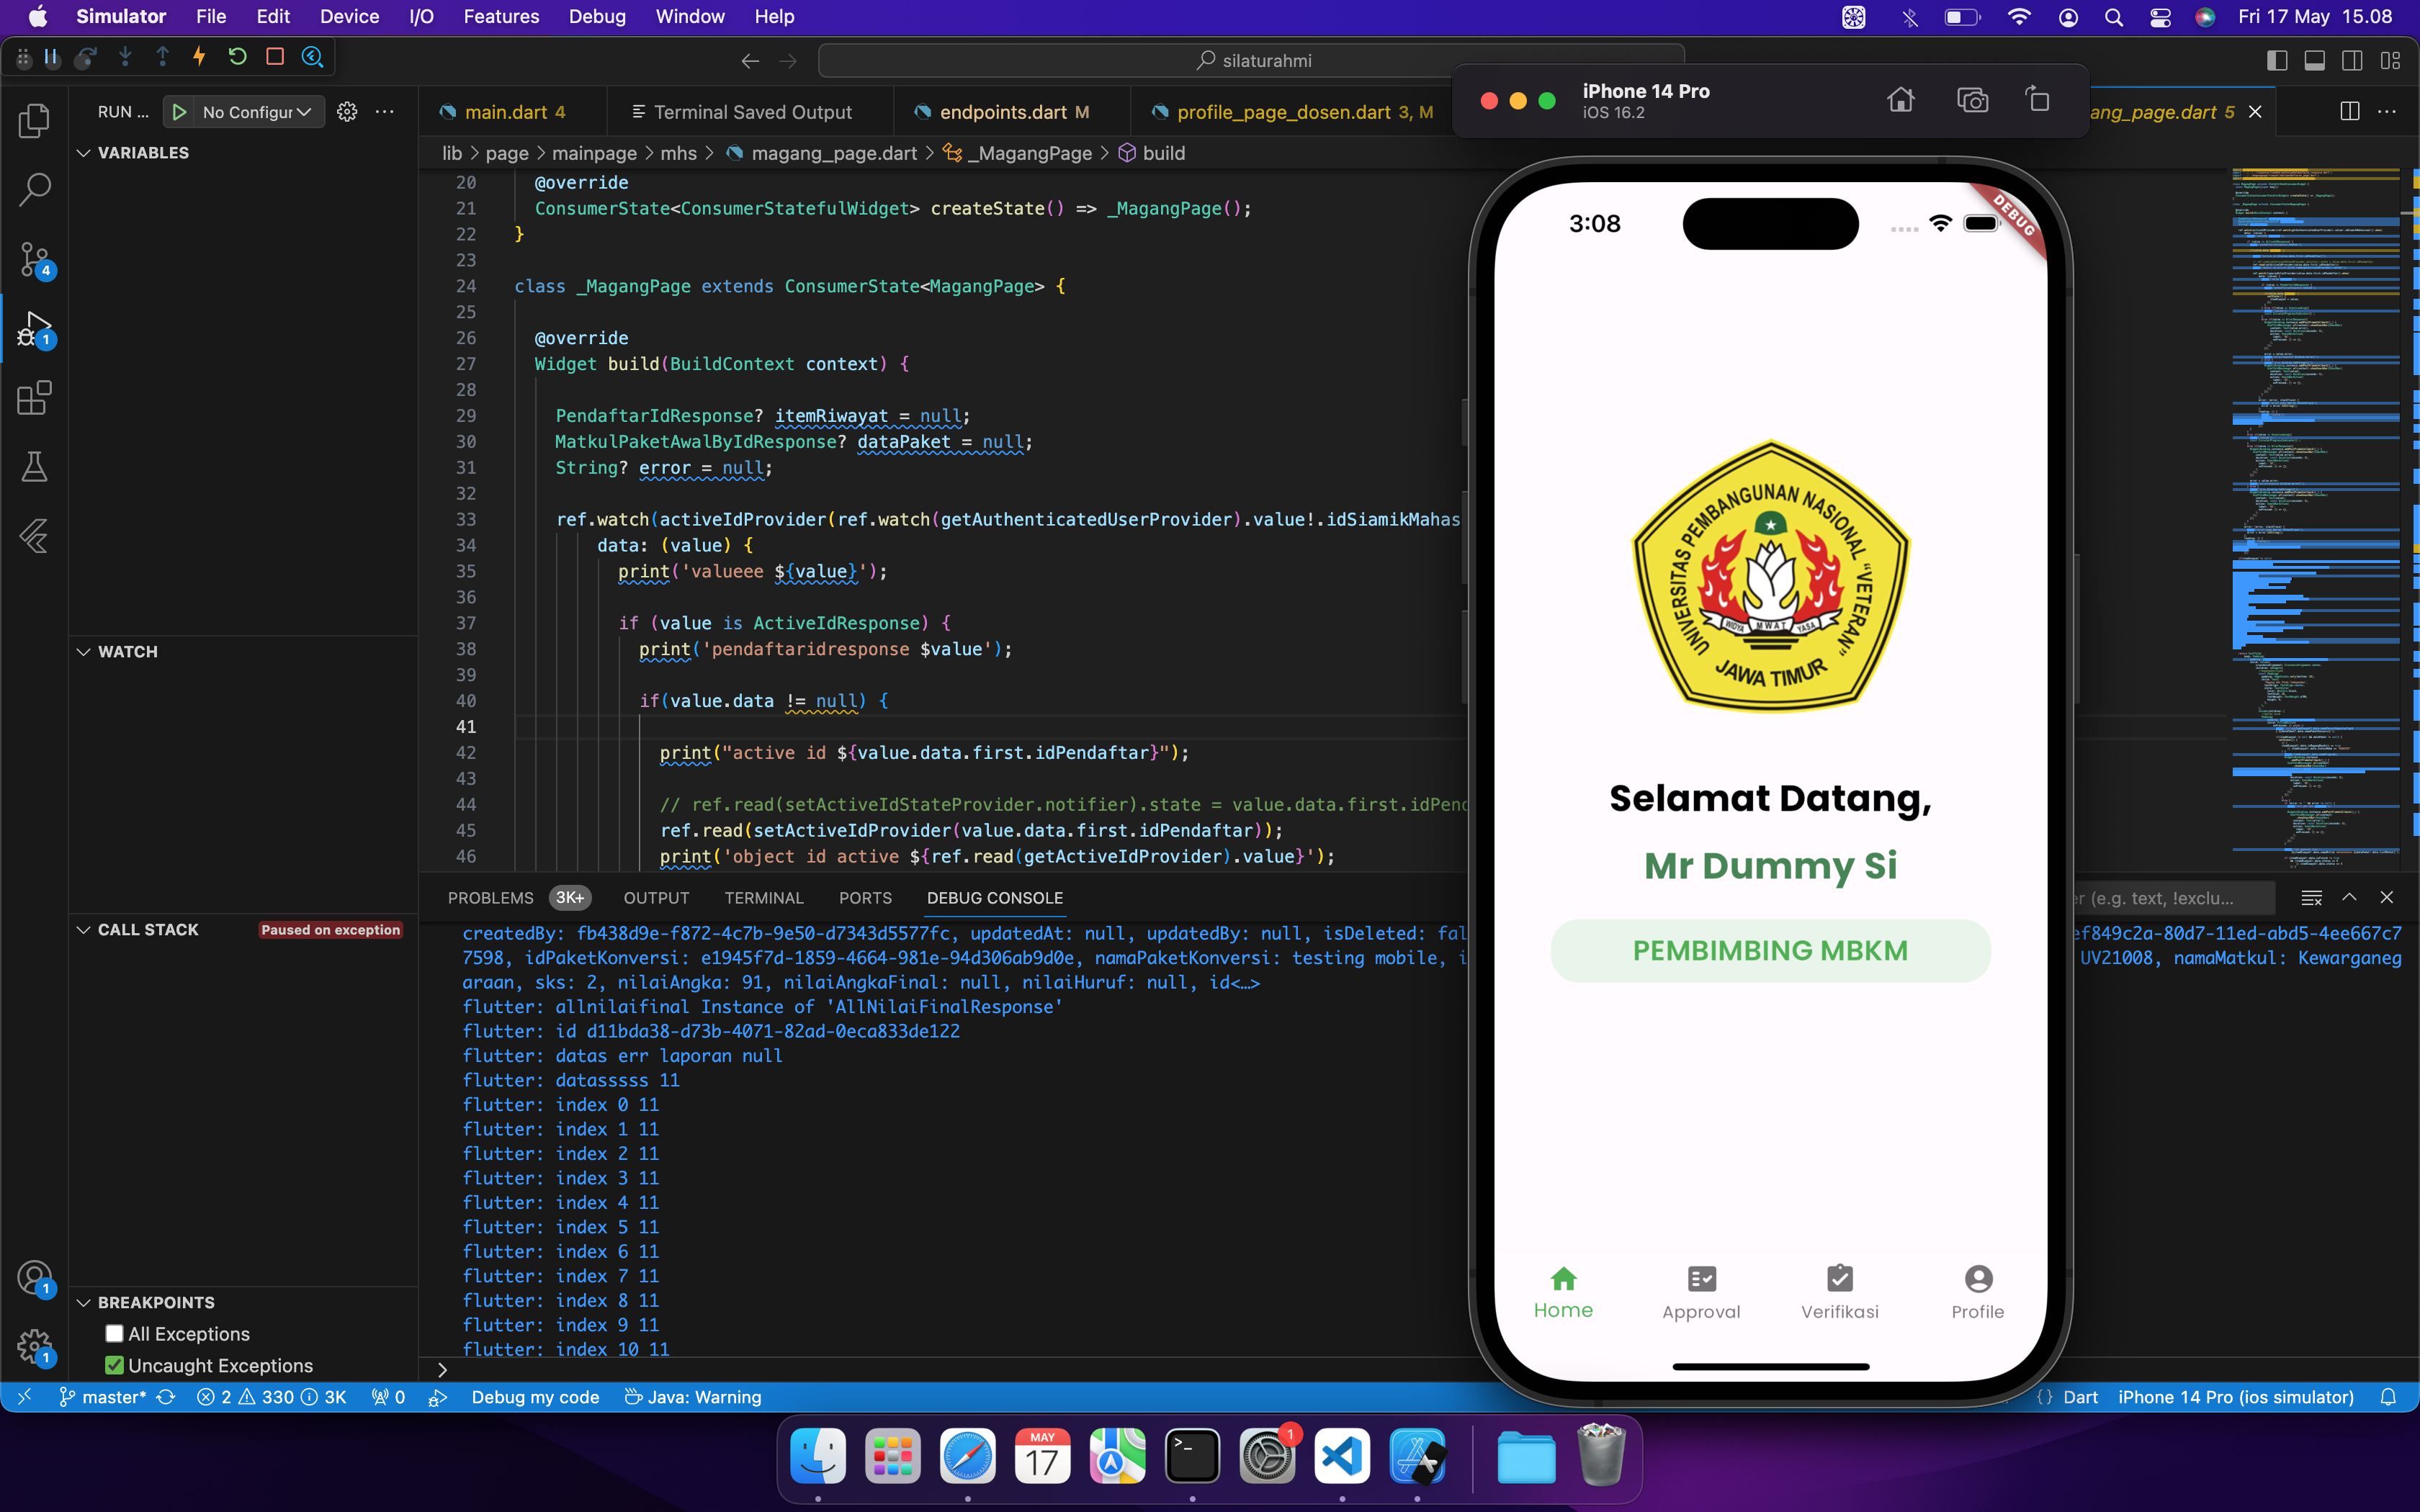 Simulator File Edit Device I/O Features Debug Window Help Fri 17 May 15.08
silaturahmi
RUN ... No Configur
main.dart 4
Terminal Saved Output
endpoints.dart M
profile_page_dosen.dart 3, M
ang_page.dart 5
iPhone 14 Pro
iOS 16.2
lib > page > mainpage > mhs > magang_page.dart > _MagangPage > build
VARIABLES
20 @override
21 ConsumerState<ConsumerStatefulWidget> createState() => _MagangPage();
22 }
23
24 class _MagangPage extends ConsumerState<MagangPage> {
25
26 @override
27 Widget build(BuildContext context) {
28
29 PendaftarIdResponse? itemRiwayat = null;
30 MatkulPaketAwalByIdResponse? dataPaket = null;
31 String? error = null;
32
33 ref.watch(activeIdProvider(ref.watch(getAuthenticatedUserProvider).value!.idSiamikMahas
34 data: (value) {
35 print('valueee ${value}');
36
37 if (value is ActiveIdResponse) {
38 print('pendaftaridresponse $value');
39
40 if(value.data != null) {
41
42 print("active id ${value.data.first.idPendaftar}");
43
44 // ref.read(setActiveIdStateProvider.notifier).state = value.data.first.idPend
45 ref.read(setActiveIdProvider(value.data.first.idPendaftar));
46 print('object id active ${ref.read(getActiveIdProvider).value}');
WATCH
CALL STACK Paused on exception
BREAKPOINTS
All Exceptions
Uncaught Exceptions
4
1
1
1
PROBLEMS 3K+ OUTPUT TERMINAL PORTS DEBUG CONSOLE
er (e.g. text, !exclu...
createdBy: fb438d9e-f872-4c7b-9e50-d7343d5577fc, updatedAt: null, updatedBy: null, isDeleted: fal ef849c2a-80d7-11ed-abd5-4ee667c7
7598, idPaketKonversi: e1945f7d-1859-4664-981e-94d306ab9d0e, namaPaketKonversi: testing mobile, i UV21008, namaMatkul: Kewarganeg
araan, sks: 2, nilaiAngka: 91, nilaiAngkaFinal: null, nilaiHuruf: null, id<…>
flutter: allnilaifinal Instance of 'AllNilaiFinalResponse'
flutter: id d11bda38-d73b-4071-82ad-0eca833de122
flutter: datas err laporan null
flutter: datasssss 11
flutter: index 0 11
flutter: index 1 11
flutter: index 2 11
flutter: index 3 11
flutter: index 4 11
flutter: index 5 11
flutter: index 6 11
flutter: index 7 11
flutter: index 8 11
flutter: index 9 11
flutter: index 10 11
3:08
DEBUG
UNIVERSITAS PEMBANGUNAN NASIONAL "VETERAN"
WIDYA MWAT YASA
JAWA TIMUR
Selamat Datang,
Mr Dummy Si
PEMBIMBING MBKM
Home Approval Verifikasi Profile
master* 2 330 3K 0 Debug my code Java: Warning {} Dart iPhone 14 Pro (ios simulator)
MAY
17
1